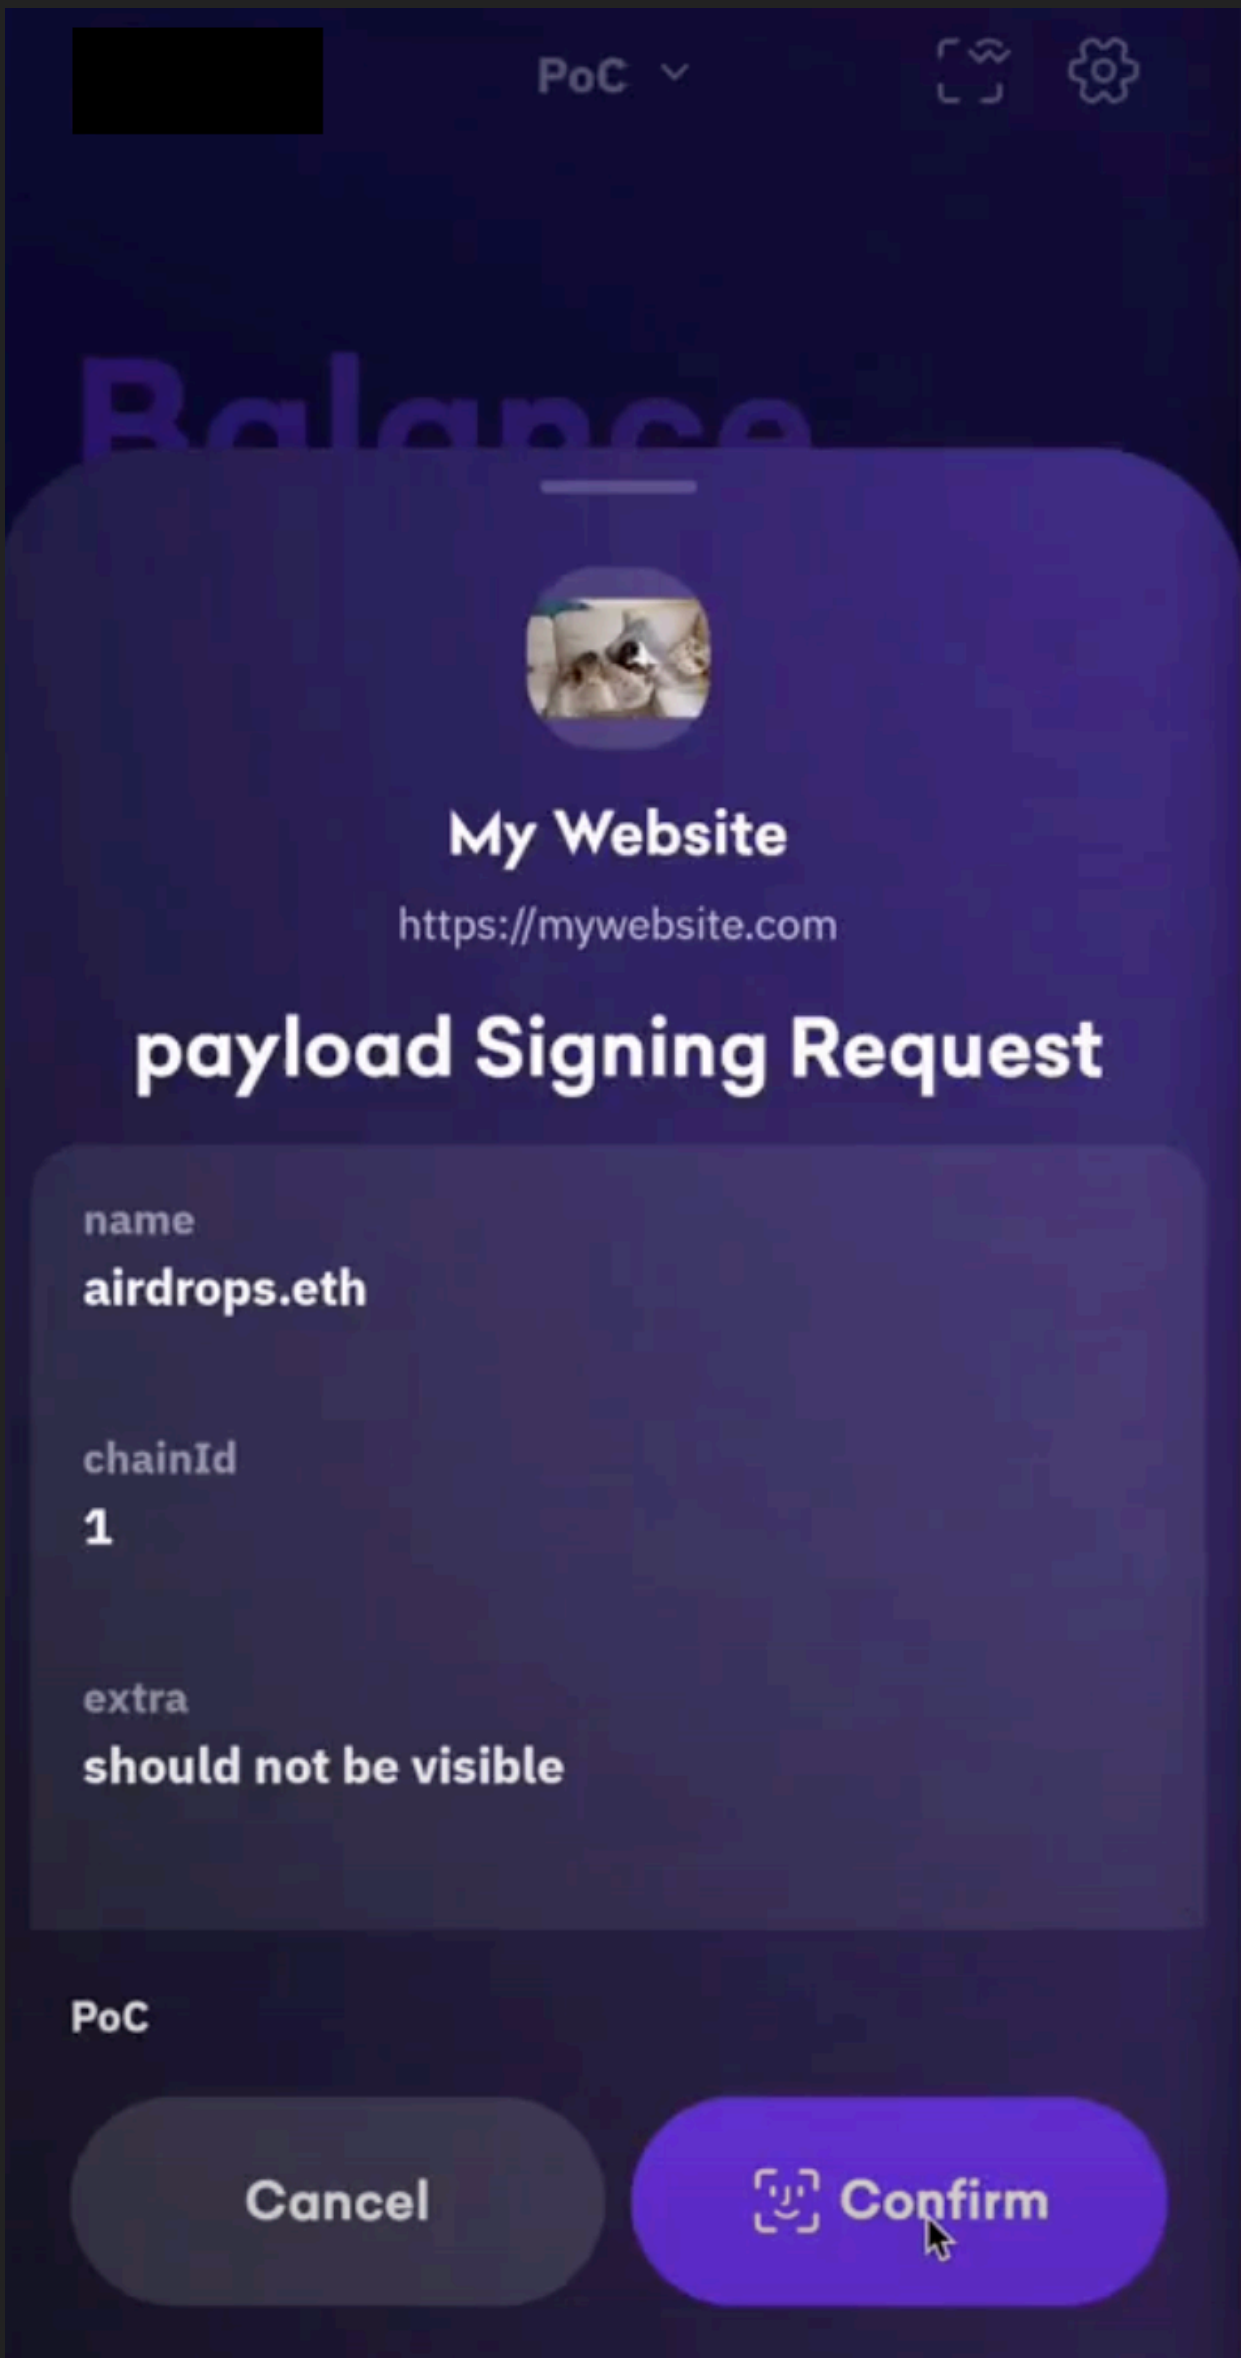 PoC
Balance
My Website
https://mywebsite.com
payload Signing Request
name
airdrops.eth
chainId
1
extra
should not be visible
PoC
Cancel
Confirm